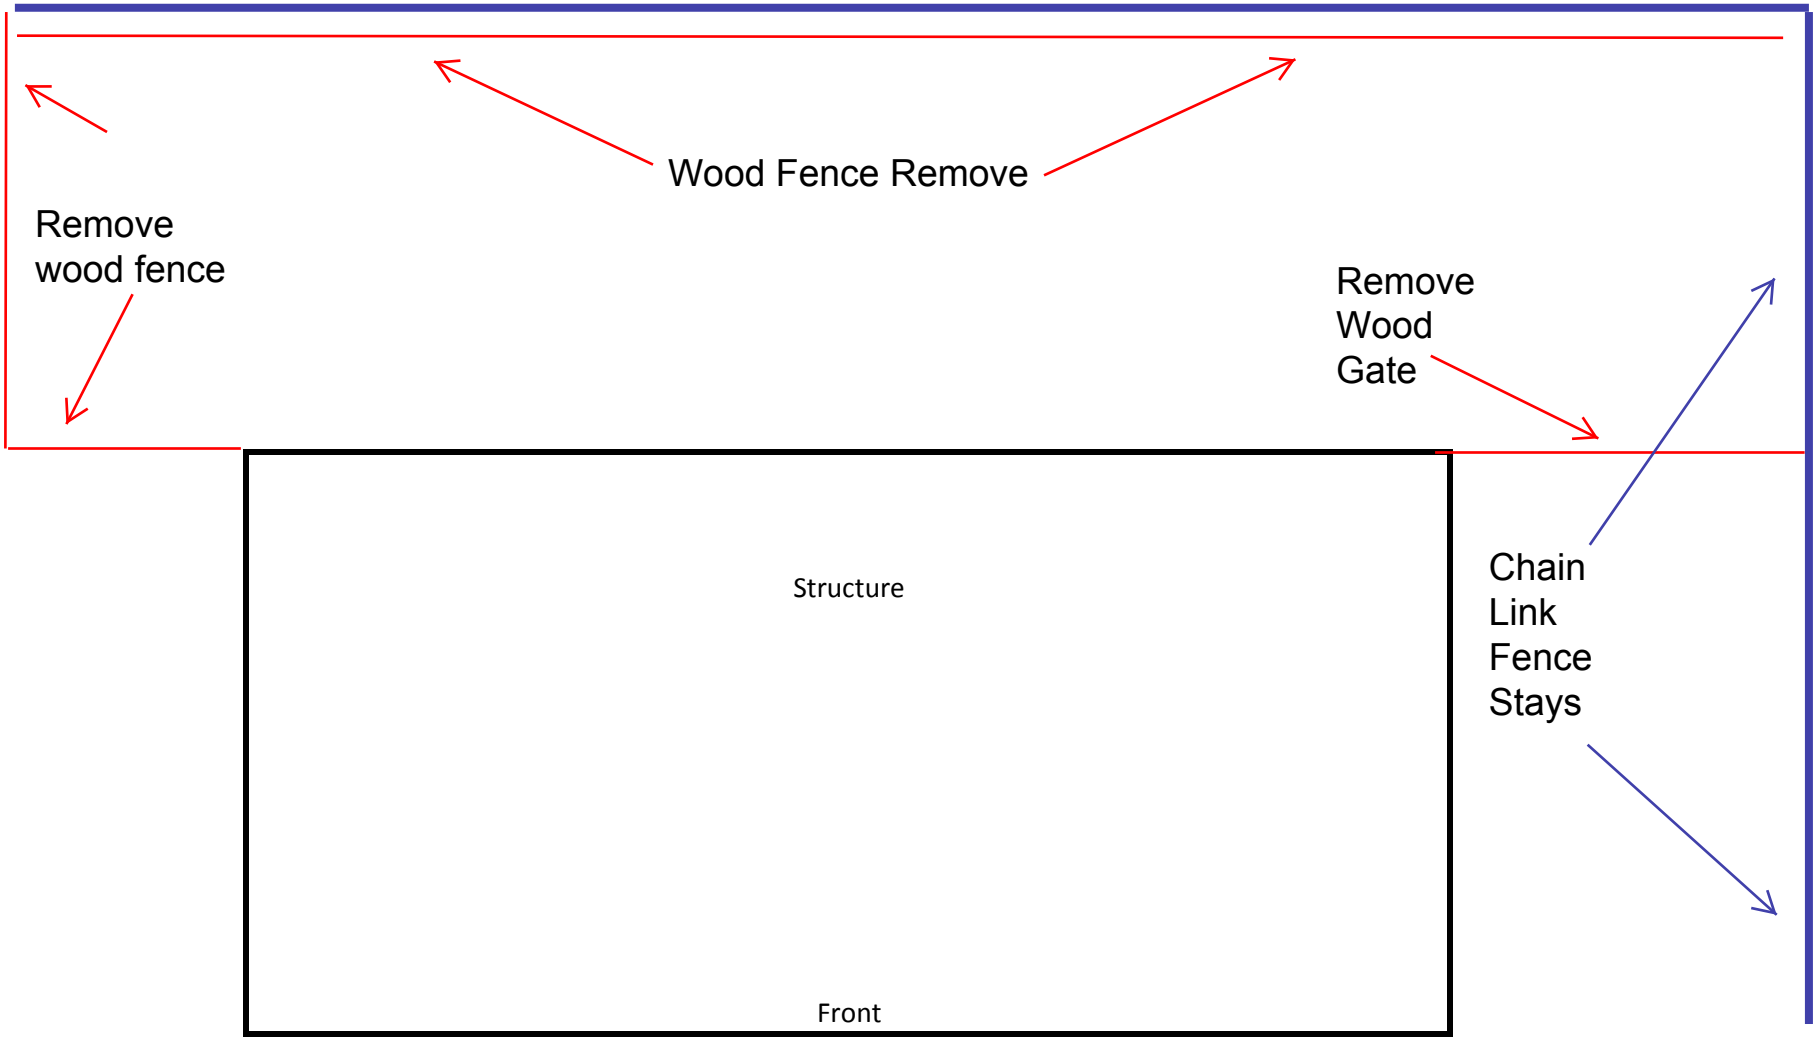 Wood Fence Remove
Remove
wood fence
Remove
Wood
Gate
Chain
Link
Fence
Stays
Structure
Front